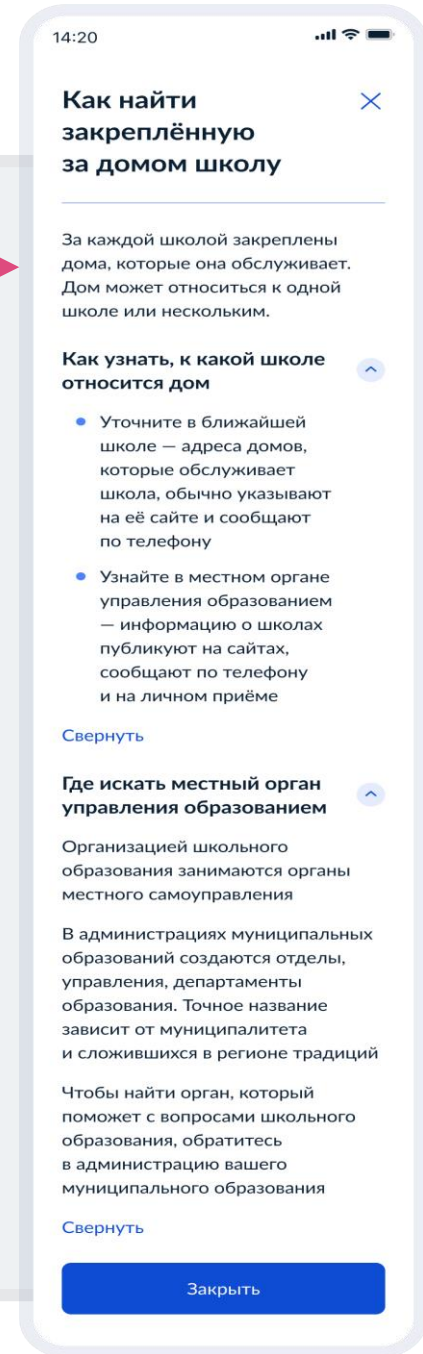 14:20
Как найти
закреплённую
за домом школу
За каждой школой закреплены
дома, которые она обслуживает.
Дом может относиться к одной
школе или нескольким.
Как узнать, к какой школе
относится дом
Уточните в ближайшей
школе — адреса домов,
которые обслуживает
школа, обычно указывают
на её сайте и сообщают
по телефону
Узнайте в местном органе
управления образованием
— информацию о школах
публикуют на сайтах,
сообщают по телефону
и на личном приёме
Свернуть
Где искать местный орган
управления образованием
Организацией школьного
образования занимаются органы
местного самоуправления
В администрациях муниципальных
образований создаются отделы,
управления, департаменты
образования. Точное название
зависит от муниципалитета
и сложившихся в регионе традиций
Чтобы найти орган, который
поможет с вопросами школьного
образования, обратитесь
в администрацию вашего
муниципального образования
Свернуть
Закрыть